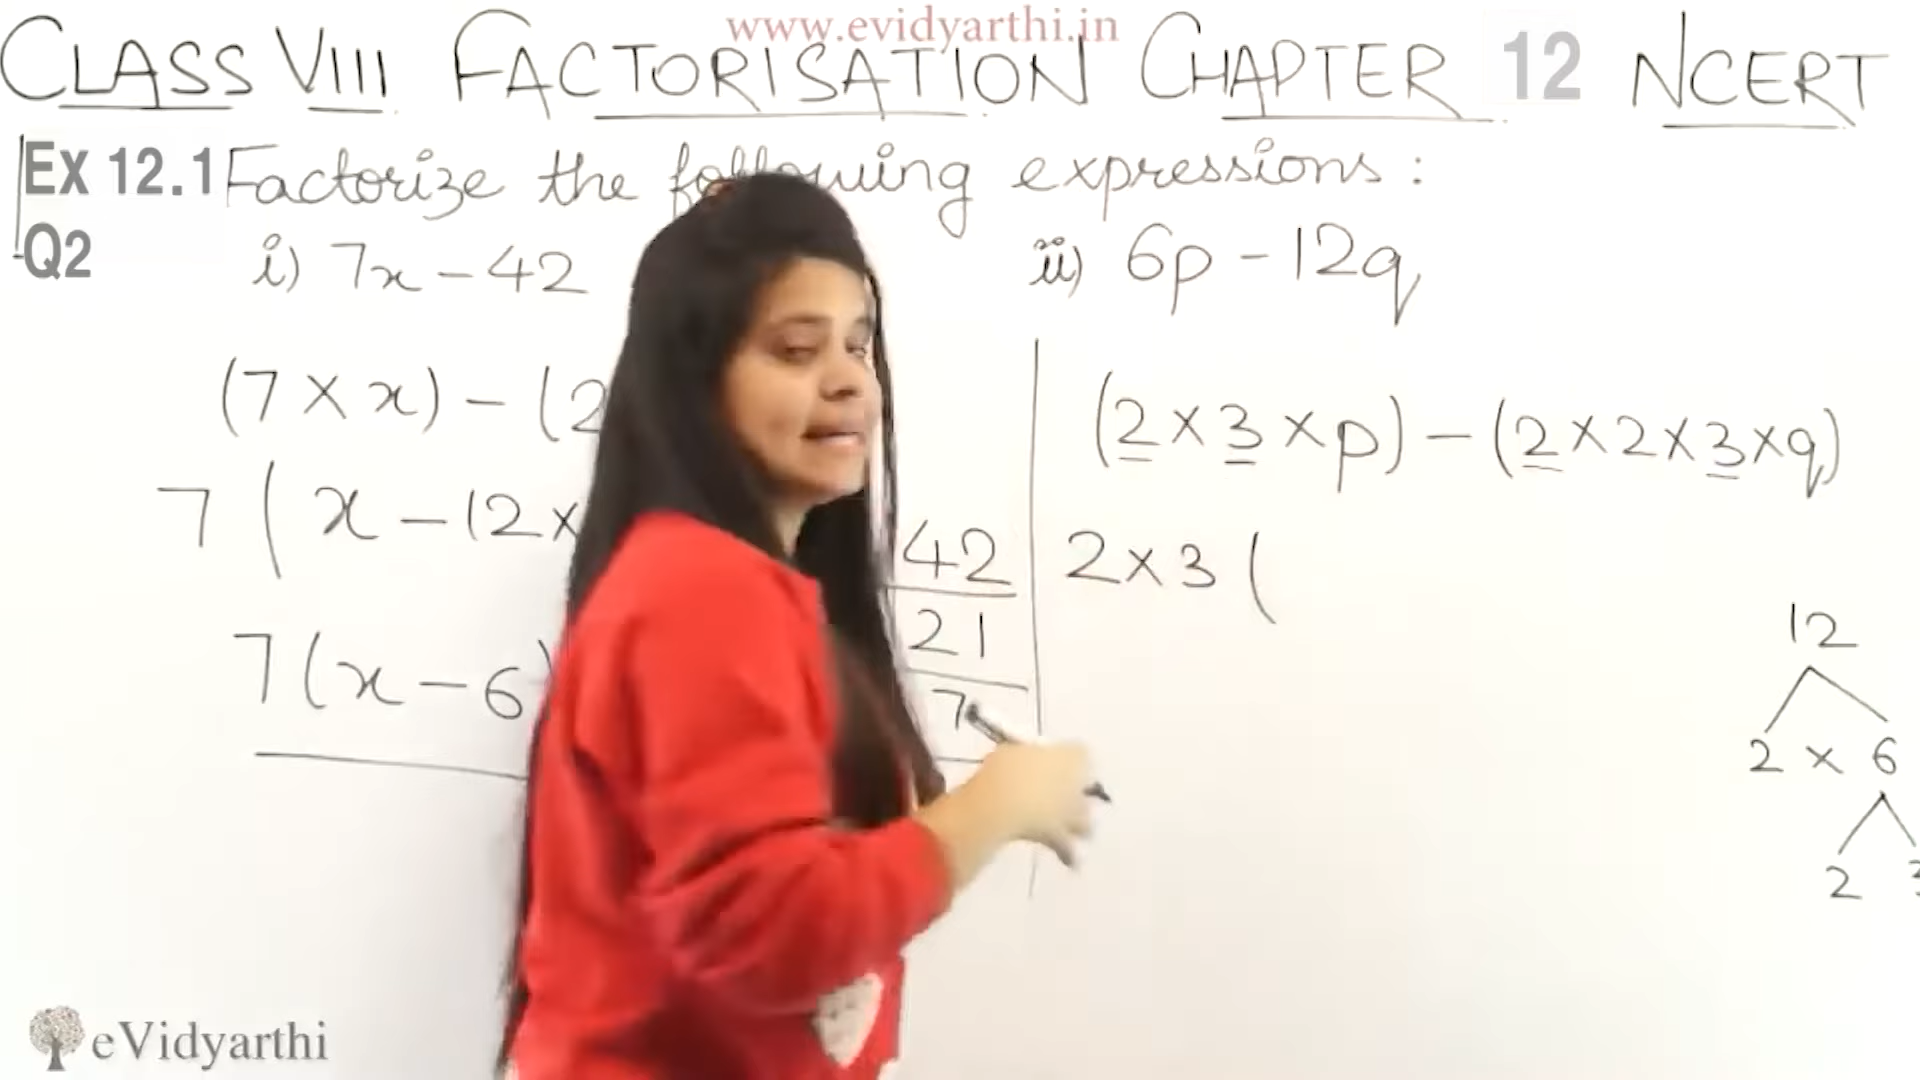 www.evidyarthi.in
CLASS VIII FACTORISATION CHAPTER 12 NCERT
Ex 12.1 Factorize the following expressions :
Q2 i) 7x - 42 ii) 6p - 12q
(7 × x) - (2
(2 × 3 × p) - (2 × 2 × 3 × q)
7 ( x - (2 ×
42
2 × 3 (
21
12
7 (x - 6)
7
2 × 6
2
eVidyarthi